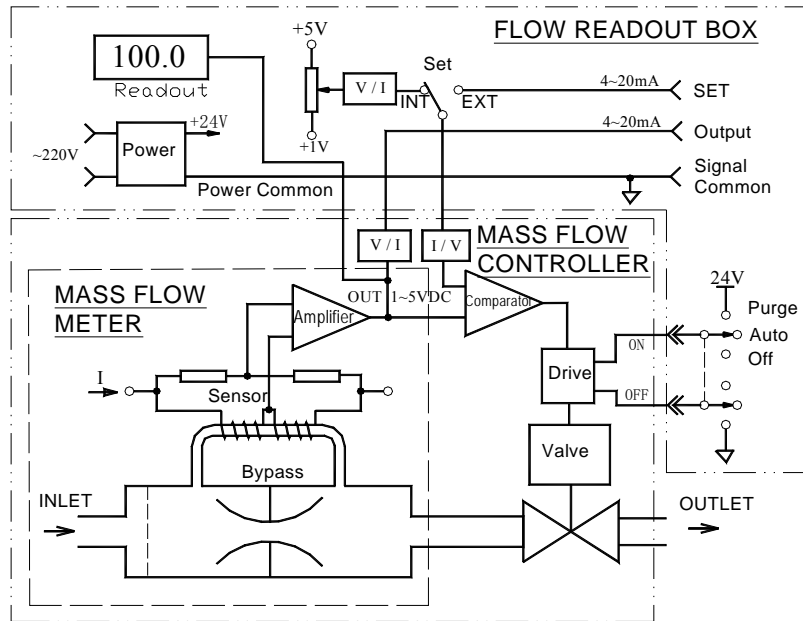 FLOW READOUT BOX
+5V
100.0
Readout
V / I
Set
INT
EXT
4~20mA
SET
+1V
4~20mA
Output
+24V
~220V
Power
Power Common
Signal
Common
V / I
I / V
MASS FLOW
CONTROLLER
MASS FLOW
METER
OUT
1~5VDC
Amplifier
Comparator
24V
Purge
Auto
Off
ON
OFF
I
Sensor
Drive
Valve
Bypass
INLET
OUTLET